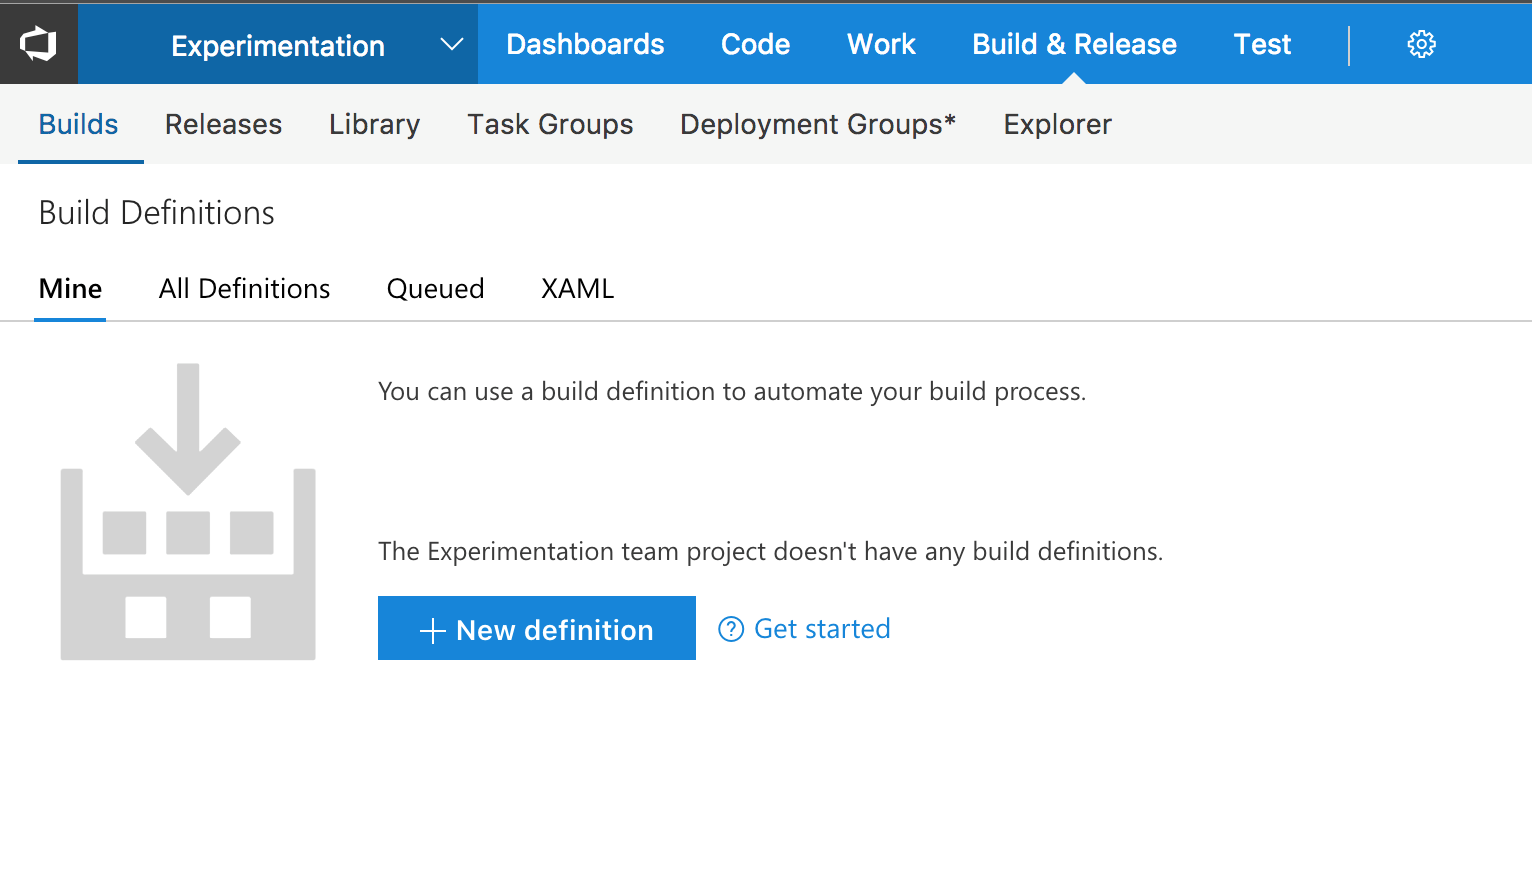 Experimentation Dashboards Code Work Build & Release Test
Builds Releases Library Task Groups Deployment Groups* Explorer
Build Definitions
Mine All Definitions Queued XAML
You can use a build definition to automate your build process.
The Experimentation team project doesn't have any build definitions.
+ New definition ? Get started